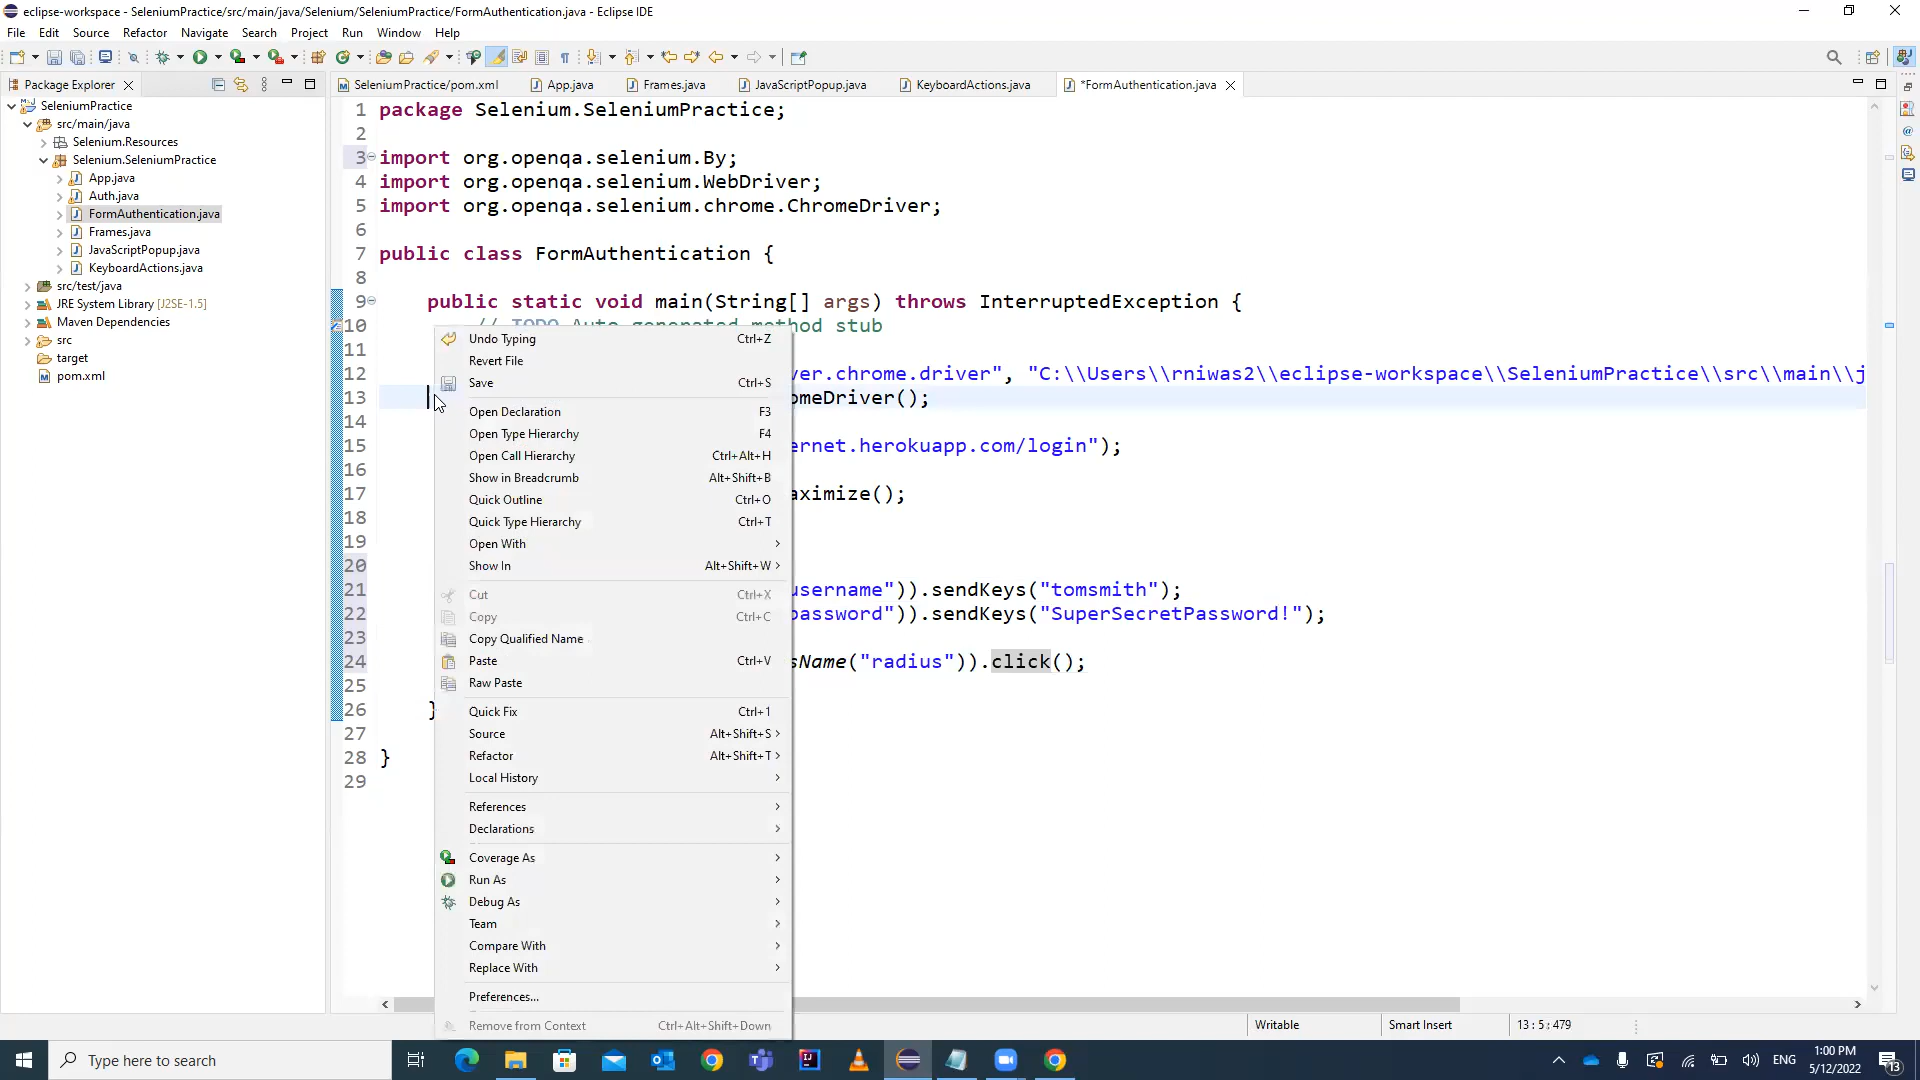 eclipse-workspace - SeleniumPractice/src/main/java/Selenium/SeleniumPractice/FormAuthentication.java - Eclipse IDE
File Edit Source Refactor Navigate Search Project Run Window Help
Package Explorer
SeleniumPractice/pom.xml App.java Frames.java JavaScriptPopup.java KeyboardActions.java *FormAuthentication.java
SeleniumPractice
src/main/java
Selenium.Resources
Selenium.SeleniumPractice
App.java
Auth.java
FormAuthentication.java
Frames.java
JavaScriptPopup.java
KeyboardActions.java
src/test/java
JRE System Library [J2SE-1.5]
Maven Dependencies
src
target
pom.xml
1 package Selenium.SeleniumPractice;
2
3 import org.openqa.selenium.By;
4 import org.openqa.selenium.WebDriver;
5 import org.openqa.selenium.chrome.ChromeDriver;
6
7 public class FormAuthentication {
8
9 public static void main(String[] args) throws InterruptedException {
10 // TODO Auto-generated method stub
11
12 ver.chrome.driver", "C:\\Users\\rniwas2\\eclipse-workspace\\SeleniumPractice\\src\\main\\j
13 omeDriver();
14
15 ernet.herokuapp.com/login");
16
17 aximize();
18
19
20
21 username")).sendKeys("tomsmith");
22 password")).sendKeys("SuperSecretPassword!");
23
24 sName("radius")).click();
25
26 }
27
28 }
29
Undo Typing Ctrl+Z
Revert File
Save Ctrl+S
Open Declaration F3
Open Type Hierarchy F4
Open Call Hierarchy Ctrl+Alt+H
Show in Breadcrumb Alt+Shift+B
Quick Outline Ctrl+O
Quick Type Hierarchy Ctrl+T
Open With
Show In Alt+Shift+W
Cut Ctrl+X
Copy Ctrl+C
Copy Qualified Name
Paste Ctrl+V
Raw Paste
Quick Fix Ctrl+1
Source Alt+Shift+S
Refactor Alt+Shift+T
Local History
References
Declarations
Coverage As
Run As
Debug As
Team
Compare With
Replace With
Preferences...
Remove from Context Ctrl+Alt+Shift+Down
Writable Smart Insert 13 : 5 : 479
Type here to search
ENG
1:00 PM
5/12/2022
13